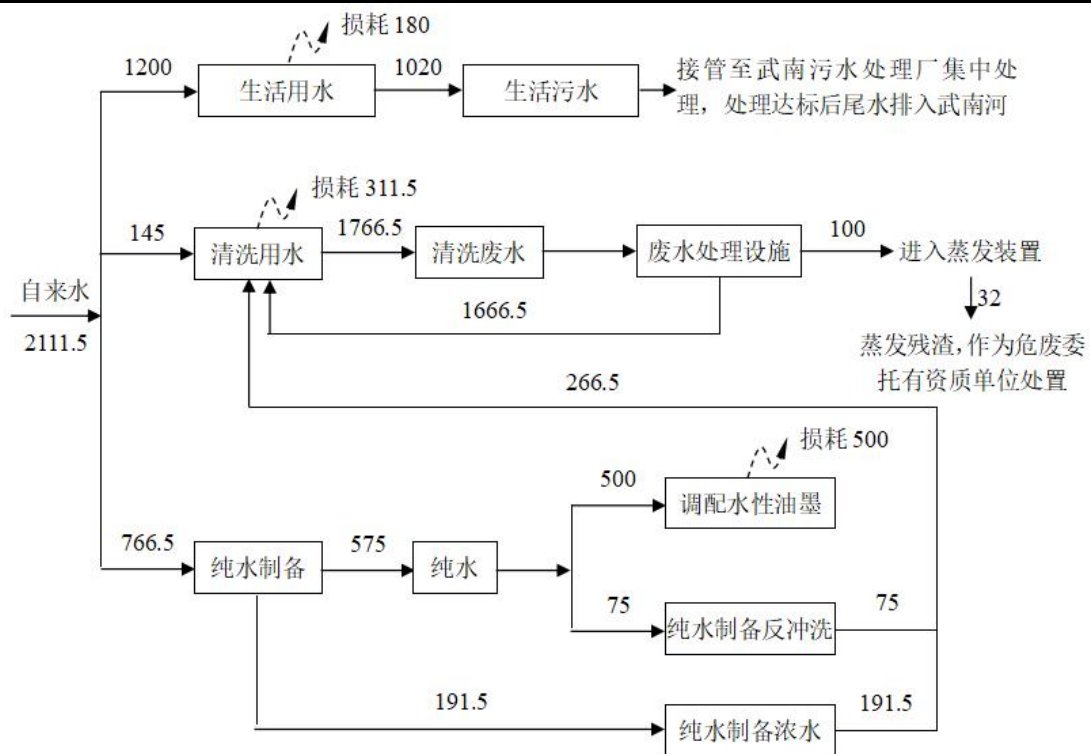 损耗 180
1200
生活用水
1020
生活污水
接管至武南污水处理厂集中处
理，处理达标后尾水排入武南河
损耗 311.5
145
清洗用水
1766.5
清洗废水
废水处理设施
100
进入蒸发装置
自来水
2111.5
1666.5
32
蒸发残渣，作为危废委
托有资质单位处置
266.5
损耗 500
500
调配水性油墨
766.5
纯水制备
575
纯水
75
纯水制备反冲洗
75
191.5
纯水制备浓水
191.5